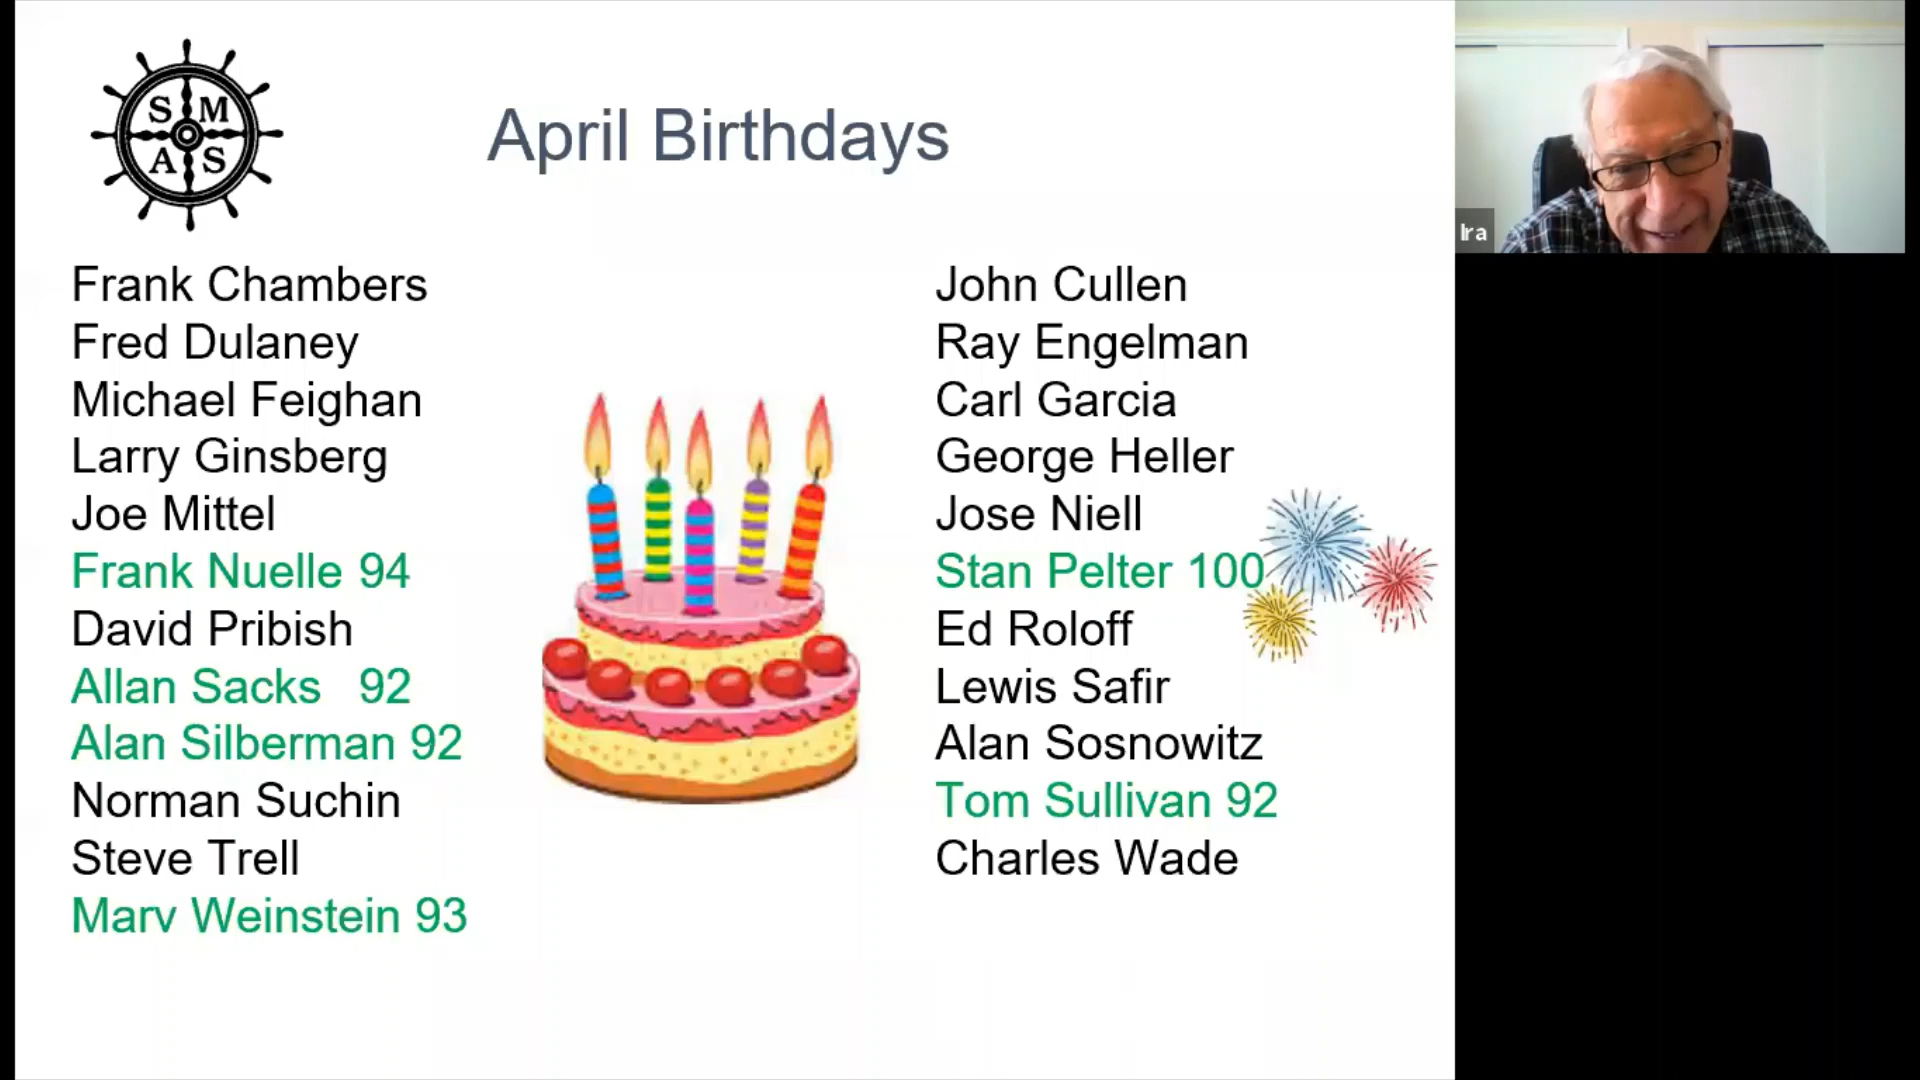 S M
A S
April Birthdays
Frank Chambers
Fred Dulaney
Michael Feighan
Larry Ginsberg
Joe Mittel
Frank Nuelle 94
David Pribish
Allan Sacks 92
Alan Silberman 92
Norman Suchin
Steve Trell
Marv Weinstein 93
John Cullen
Ray Engelman
Carl Garcia
George Heller
Jose Niell
Stan Pelter 100
Ed Roloff
Lewis Safir
Alan Sosnowitz
Tom Sullivan 92
Charles Wade
Ira